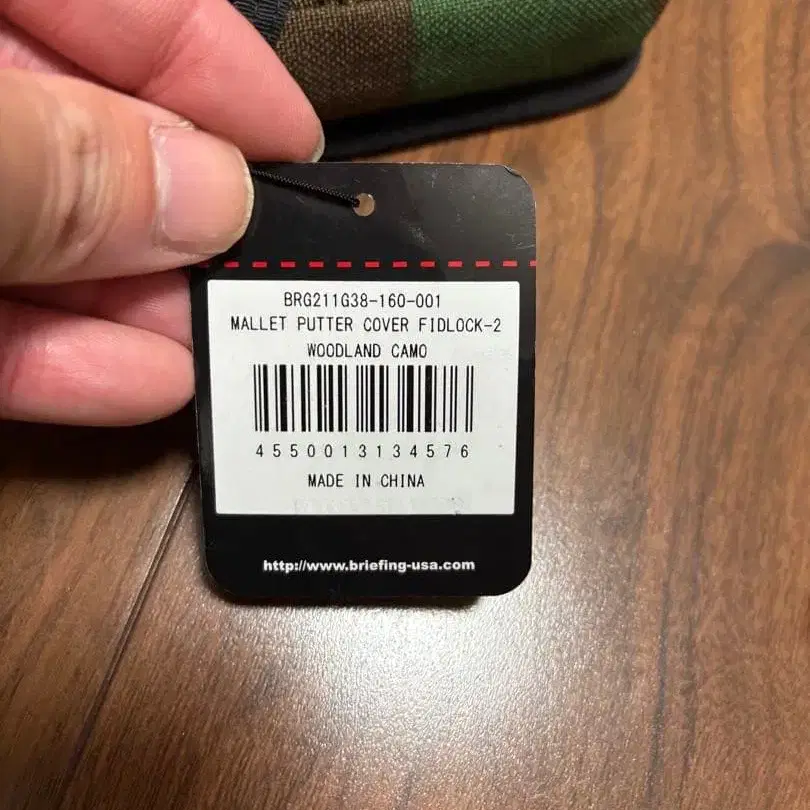 BRG211G38-160-001
MALLET PUTTER COVER FIDLOCK-2
WOODLAND CAMO
4550013134576
MADE IN CHINA
http://www.briefing-usa.com